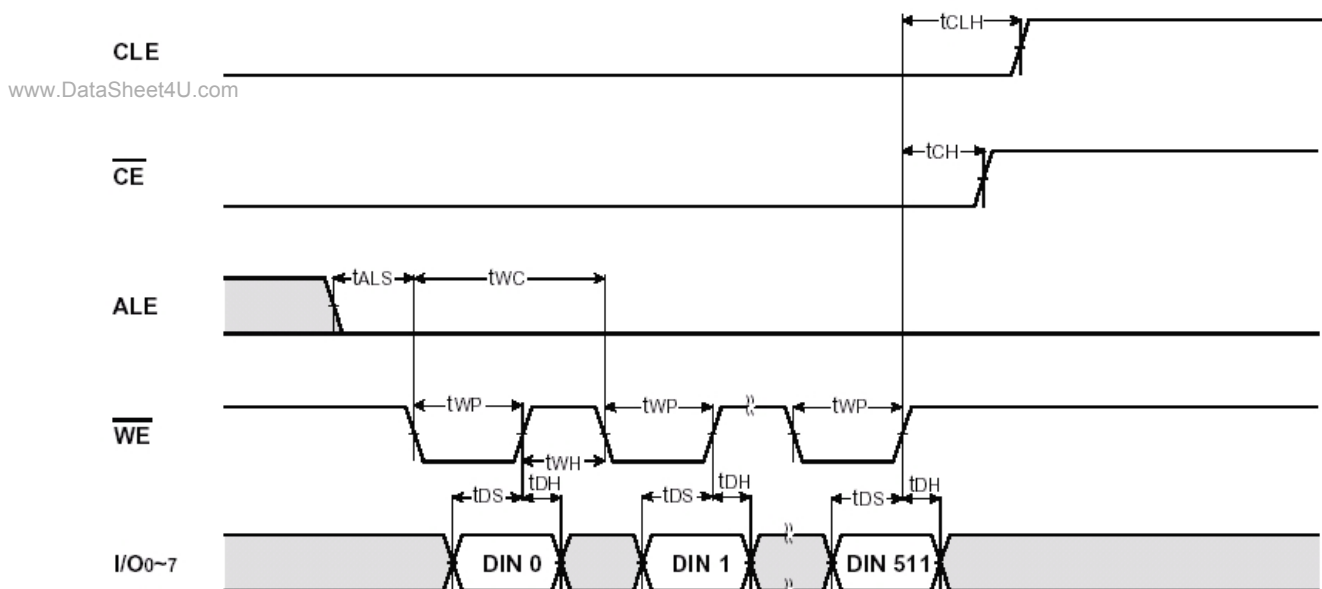 tCLH
CLE
www.DataSheet4U.com
tCH
CE
tALS
tWC
ALE
tWP
tWP
tWP
WE
tWH
tDS
tDH
tDS
tDH
tDS
tDH
I/O0~7
DIN 0
DIN 1
DIN 511